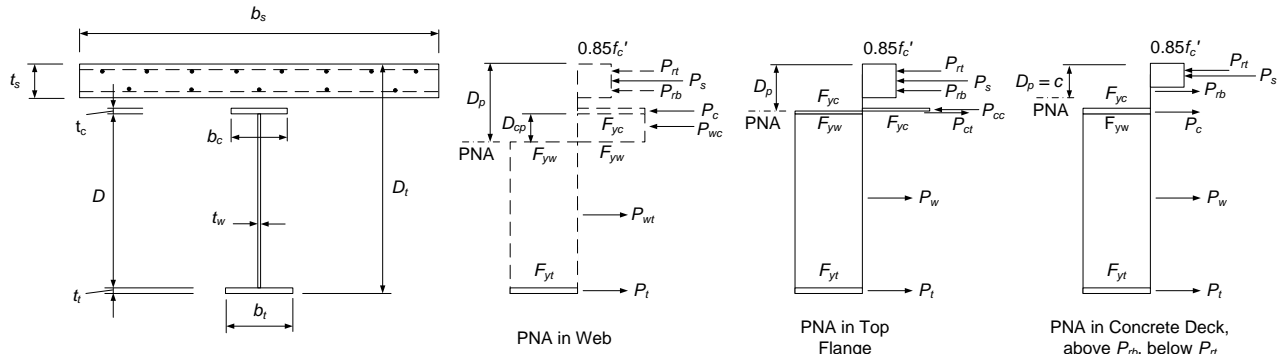 b_s
t_s
t_c
b_c
D
D_t
t_w
t_t
b_t
0.85f_c'
P_rt
P_s
P_rb
D_p
P_c
F_yc
D_cp
P_wc
PNA
F_yw
F_yw
P_wt
F_yt
P_t
PNA in Web
0.85f_c'
P_rt
P_s
D_p
P_rb
F_yc
P_cc
PNA
F_yw
F_yc
P_ct
P_w
F_yt
P_t
PNA in Top
Flange
0.85f_c'
P_rt
P_s
D_p = c
P_rb
PNA
F_yc
F_yw
P_c
P_w
F_yt
P_t
PNA in Concrete Deck,
above P_rb, below P_rt